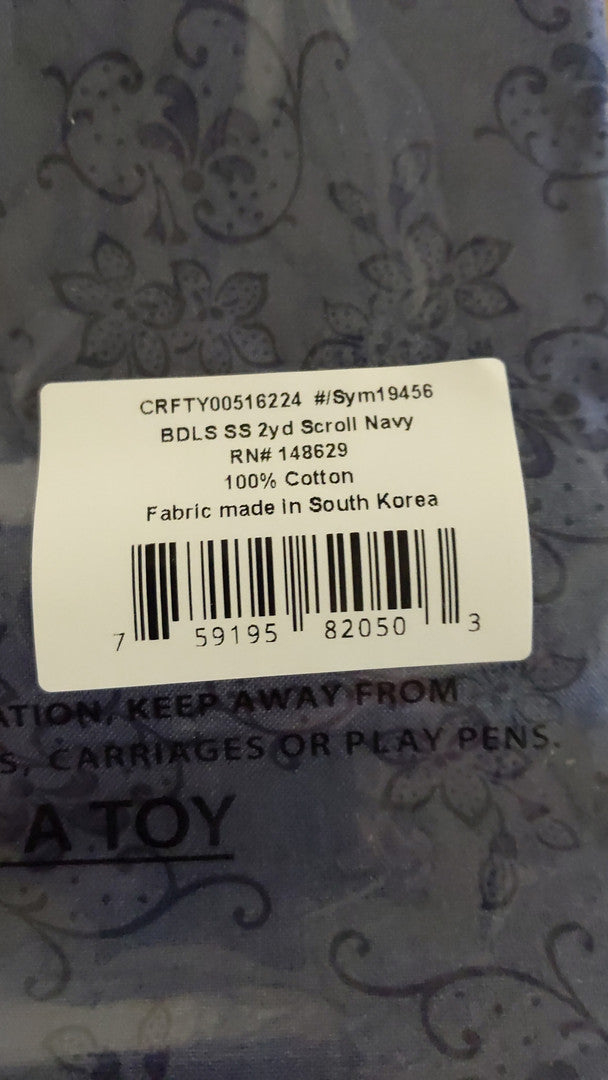 CRFTY00516224 #/Sym19456
BDLS SS 2yd Scroll Navy
RN# 148629
100% Cotton
Fabric made in South Korea
7 59195 82050 3
ATION, KEEP AWAY FROM
S, CARRIAGES OR PLAY PENS.
A TOY